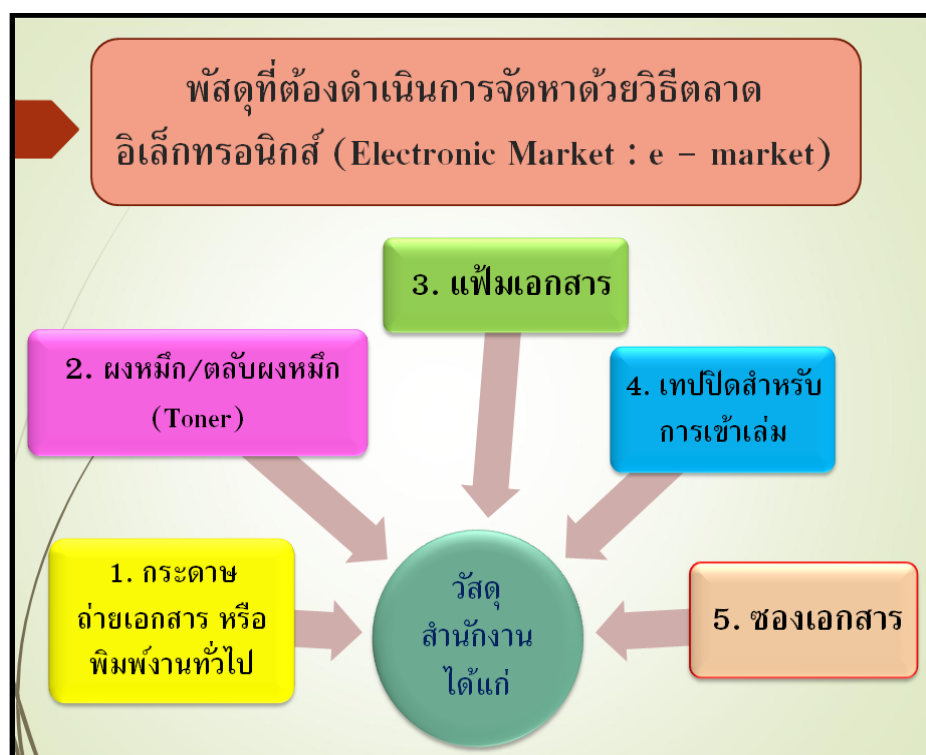 พัสดุที่ต้องดำเนินการจัดหาด้วยวิธีตลาด
อิเล็กทรอนิกส์ (Electronic Market : e – market)
1. กระดาษ
ถ่ายเอกสาร หรือ
พิมพ์งานทั่วไป
2. ผงหมึก/ตลับผงหมึก
(Toner)
3. แฟ้มเอกสาร
4. เทปปิดสำหรับ
การเข้าเล่ม
5. ซองเอกสาร
วัสดุ
สำนักงาน
ได้แก่